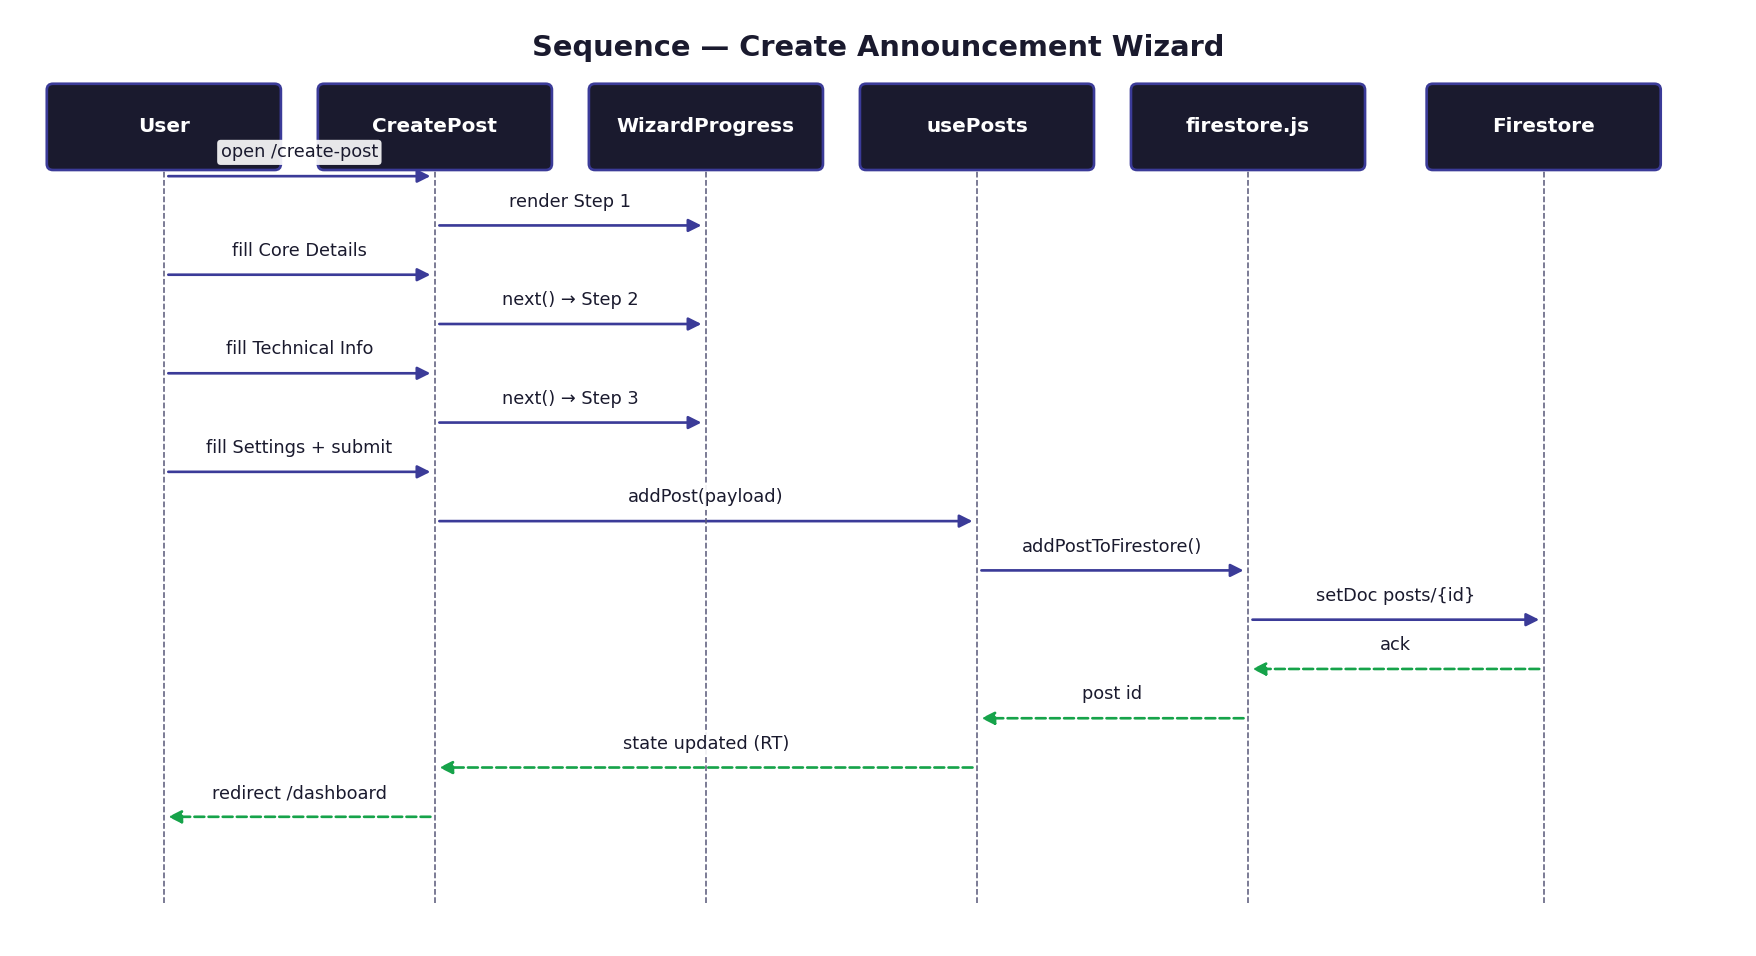 Sequence — Create Announcement Wizard
User
CreatePost
WizardProgress
usePosts
firestore.js
Firestore
open /create-post
render Step 1
fill Core Details
next() → Step 2
fill Technical Info
next() → Step 3
fill Settings + submit
addPost(payload)
addPostToFirestore()
setDoc posts/{id}
ack
post id
state updated (RT)
redirect /dashboard